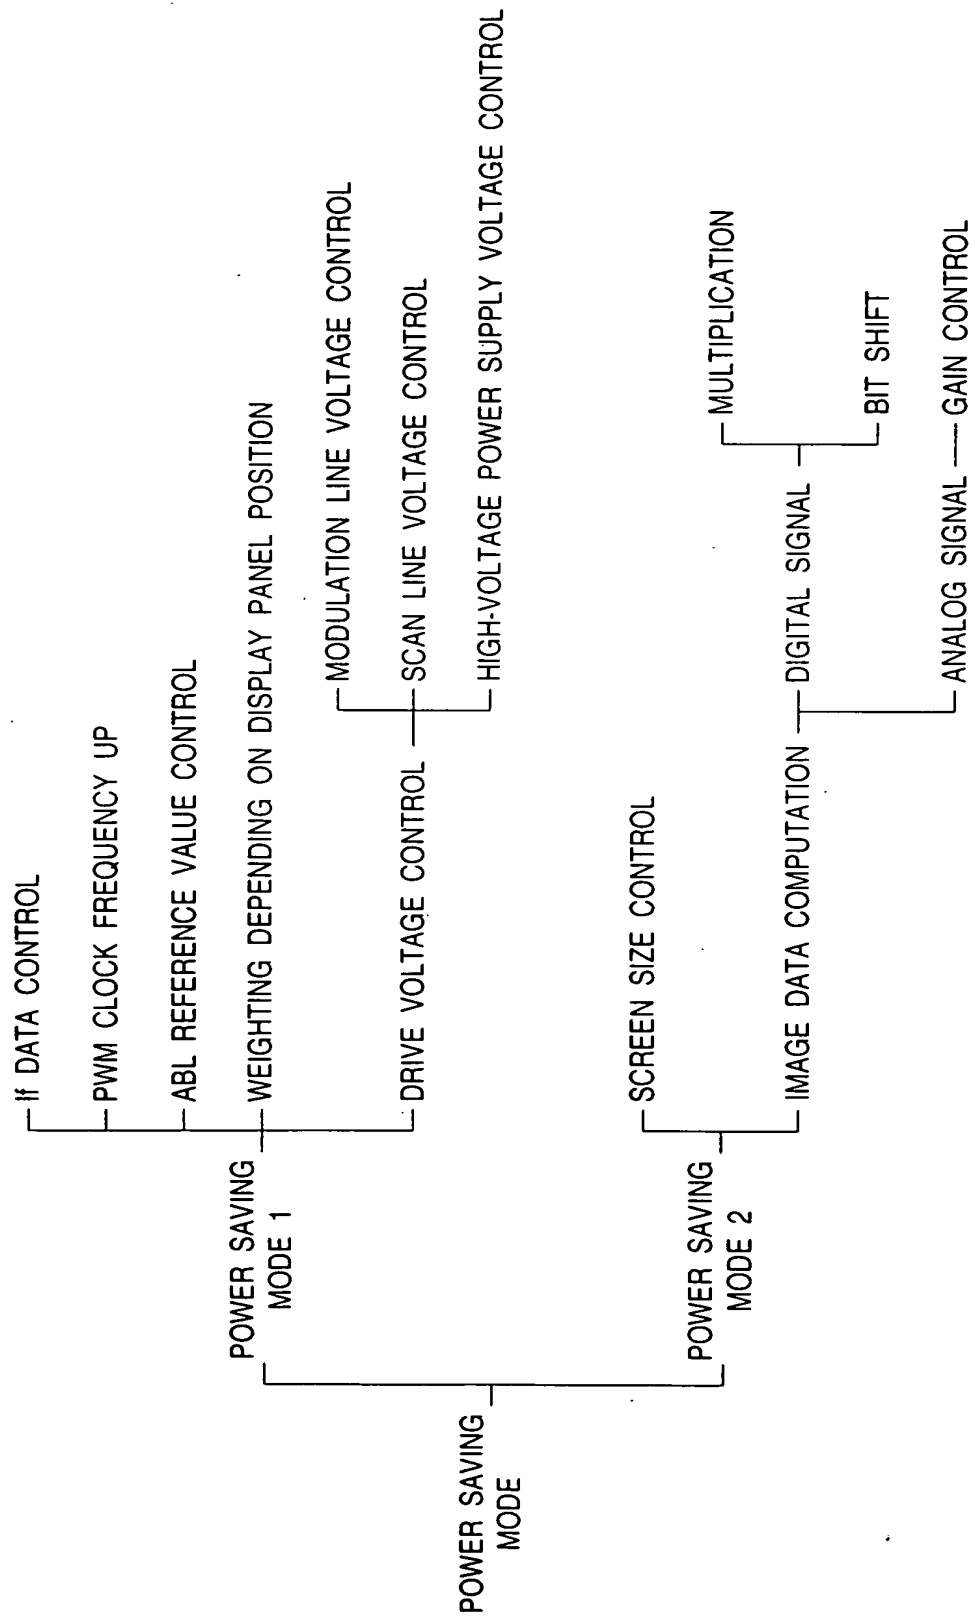 POWER SAVING
MODE
POWER SAVING
MODE 1
If DATA CONTROL
PWM CLOCK FREQUENCY UP
ABL REFERENCE VALUE CONTROL
WEIGHTING DEPENDING ON DISPLAY PANEL POSITION
DRIVE VOLTAGE CONTROL
MODULATION LINE VOLTAGE CONTROL
SCAN LINE VOLTAGE CONTROL
HIGH-VOLTAGE POWER SUPPLY VOLTAGE CONTROL
POWER SAVING
MODE 2
SCREEN SIZE CONTROL
IMAGE DATA COMPUTATION
DIGITAL SIGNAL
MULTIPLICATION
BIT SHIFT
ANALOG SIGNAL
GAIN CONTROL